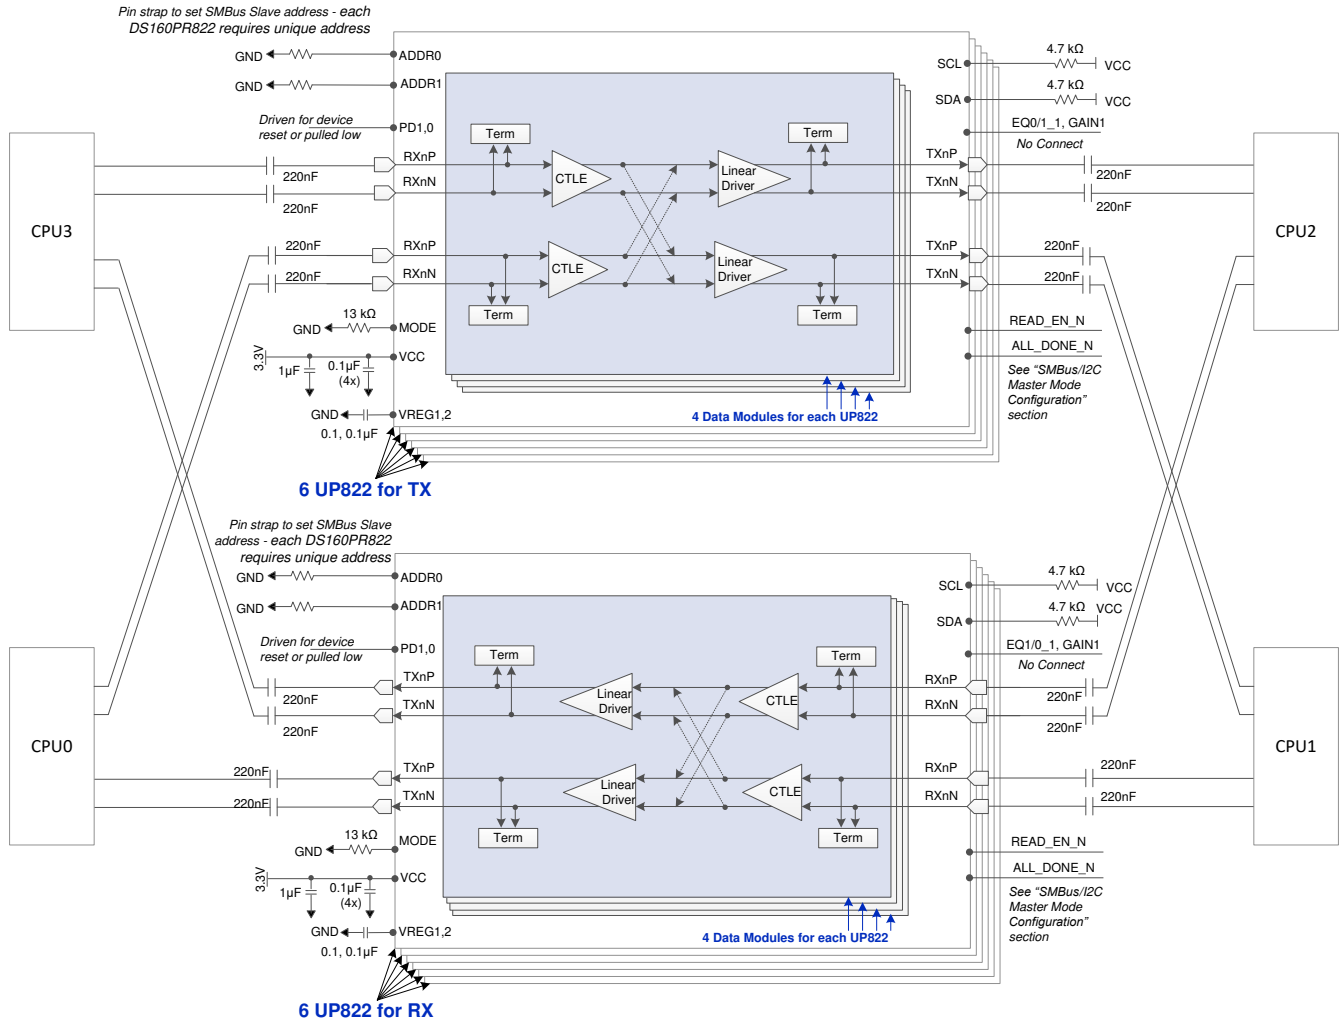 Pin strap to set SMBus Slave address - each
DS160PR822 requires unique address
GND
ADDR0
GND
ADDR1
Driven for device
reset or pulled low
PD1,0
SCL
4.7 kΩ
VCC
SDA
4.7 kΩ
VCC
EQ0/1_1, GAIN1
No Connect
Term
Term
RXnP
220nF
RXnN
220nF
CTLE
Linear
Driver
TXnP
220nF
TXnN
220nF
CPU3
CPU2
220nF
RXnP
220nF
RXnN
CTLE
Linear
Driver
TXnP
220nF
TXnN
220nF
Term
Term
13 kΩ
GND
MODE
3.3V
VCC
1µF
0.1µF
(4x)
GND
VREG1,2
0.1, 0.1µF
READ_EN_N
ALL_DONE_N
See "SMBus/I2C
Master Mode
Configuration"
section
4 Data Modules for each UP822
6 UP822 for TX
Pin strap to set SMBus Slave
address - each DS160PR822
requires unique address
GND
ADDR0
GND
ADDR1
Driven for device
reset or pulled low
PD1,0
SCL
4.7 kΩ
VCC
SDA
4.7 kΩ
VCC
EQ1/0_1, GAIN1
No Connect
Term
Term
TXnP
220nF
TXnN
220nF
Linear
Driver
CTLE
RXnP
220nF
RXnN
220nF
CPU0
CPU1
220nF
TXnP
220nF
TXnN
Linear
Driver
CTLE
RXnP
220nF
RXnN
220nF
Term
Term
13 kΩ
GND
MODE
3.3V
VCC
1µF
0.1µF
(4x)
GND
VREG1,2
0.1, 0.1µF
READ_EN_N
ALL_DONE_N
See "SMBus/I2C
Master Mode
Configuration"
section
4 Data Modules for each UP822
6 UP822 for RX